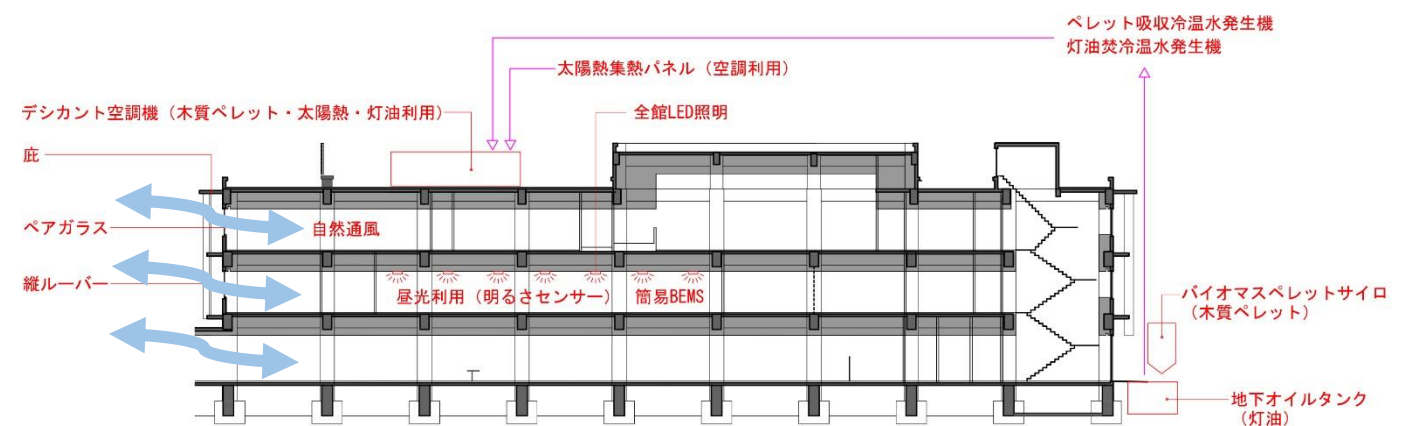 ペレット吸収冷温水発生機
灯油焚冷温水発生機
太陽熱集熱パネル（空調利用）
デシカント空調機（木質ペレット・太陽熱・灯油利用）
全館LED照明
庇
ペアガラス
自然通風
縦ルーバー
昼光利用（明るさセンサー）
簡易BEMS
バイオマスペレットサイロ
（木質ペレット）
地下オイルタンク
（灯油）